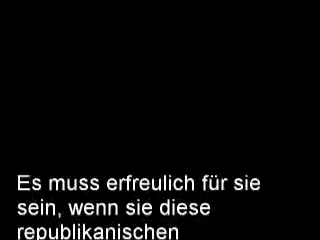 Es muss erfreulich für sie
sein, wenn sie diese
republikanischen